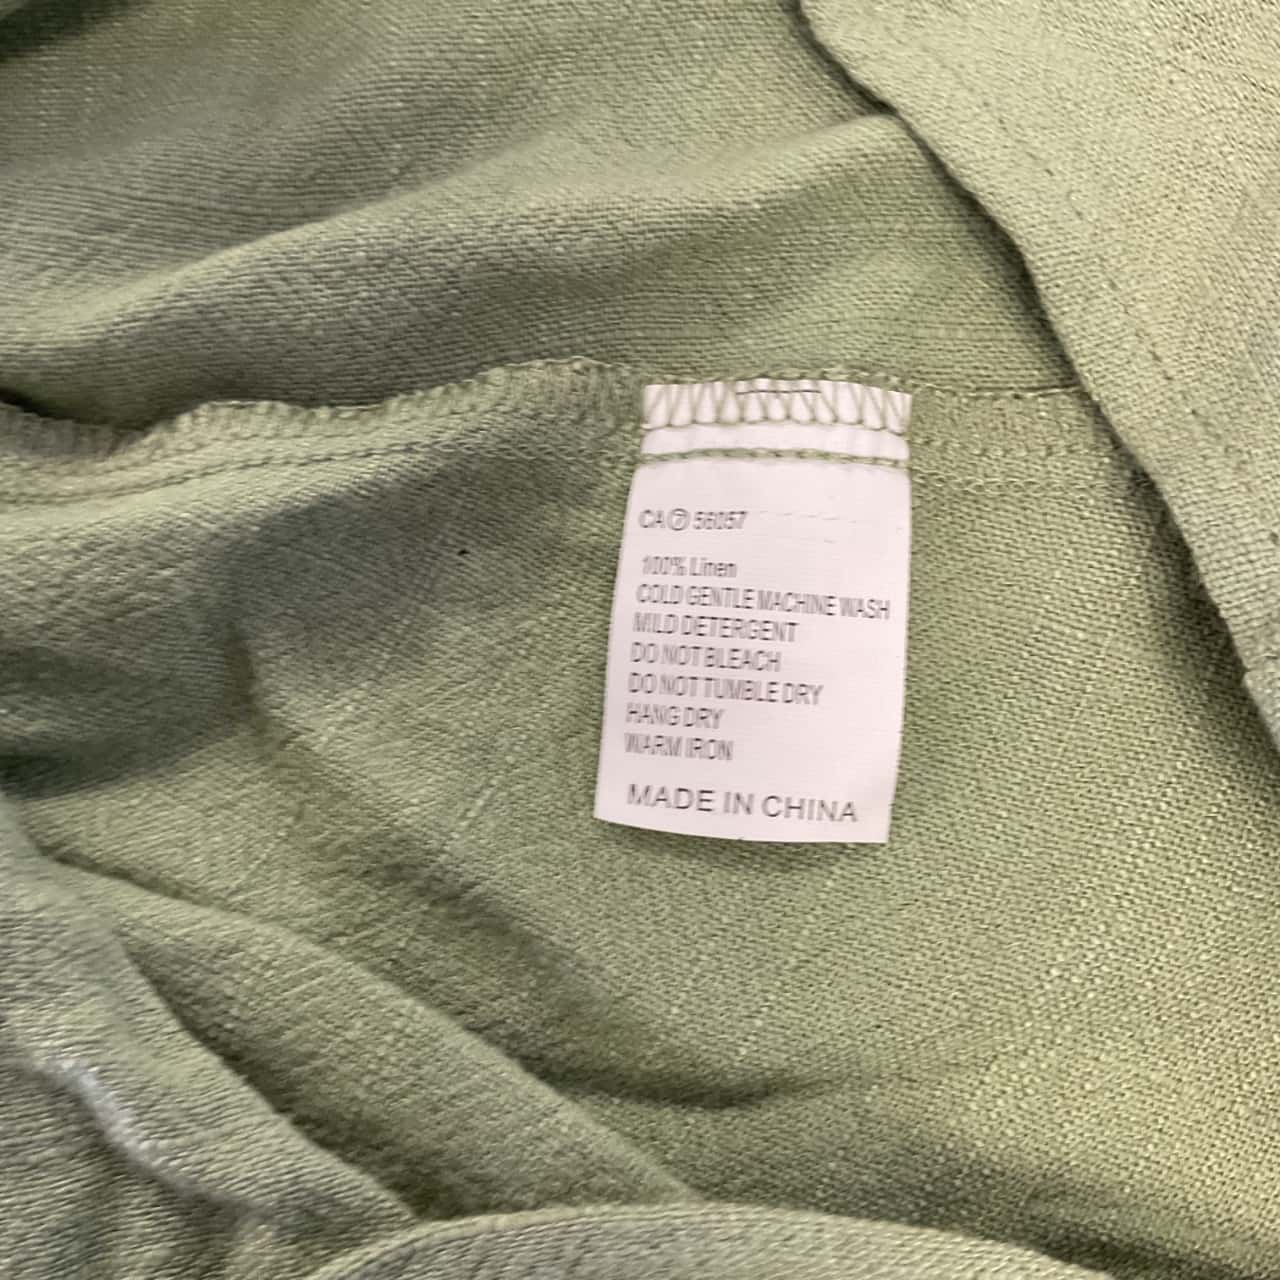 CA⑦ 56057
100% Linen
COLD GENTLE MACHINE WASH
MILD DETERGENT
DO NOT BLEACH
DO NOT TUMBLE DRY
HANG DRY
WARM IRON
MADE IN CHINA